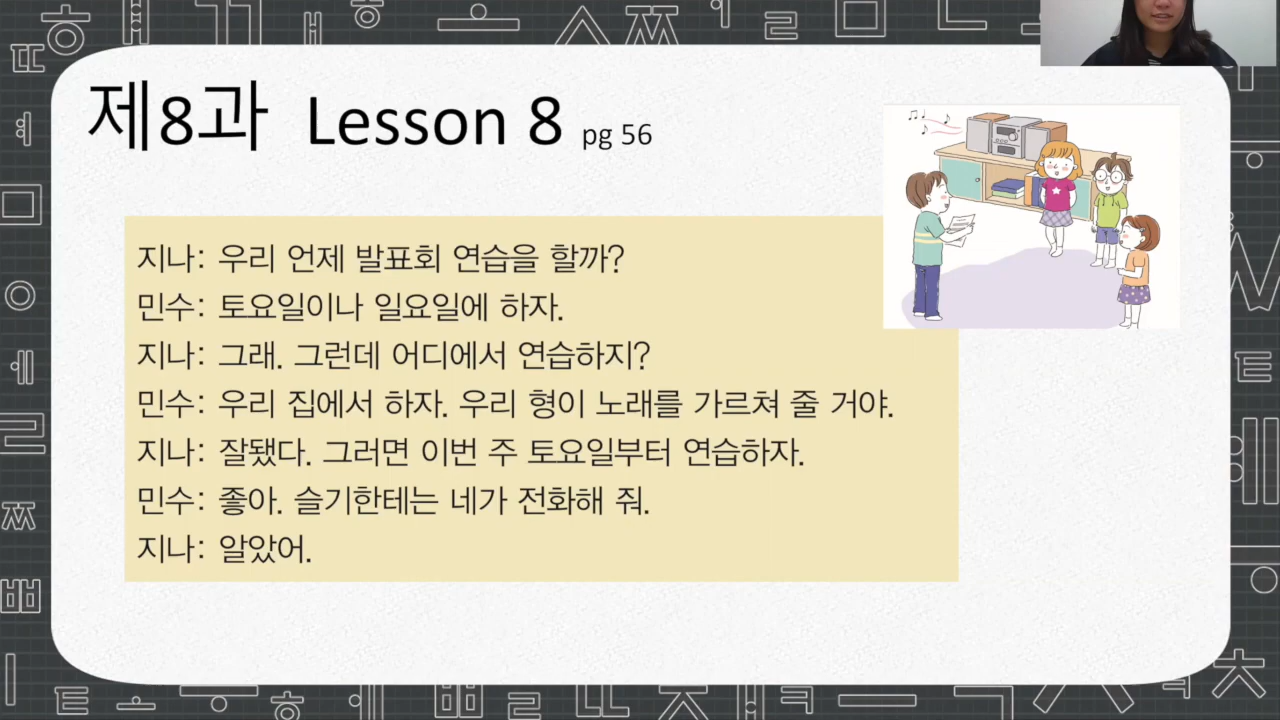 제8과 Lesson 8 pg 56
지나: 우리 언제 발표회 연습을 할까?
민수: 토요일이나 일요일에 하자.
지나: 그래. 그런데 어디에서 연습하지?
민수: 우리 집에서 하자. 우리 형이 노래를 가르쳐 줄 거야.
지나: 잘됐다. 그러면 이번 주 토요일부터 연습하자.
민수: 좋아. 슬기한테는 네가 전화해 줘.
지나: 알았어.